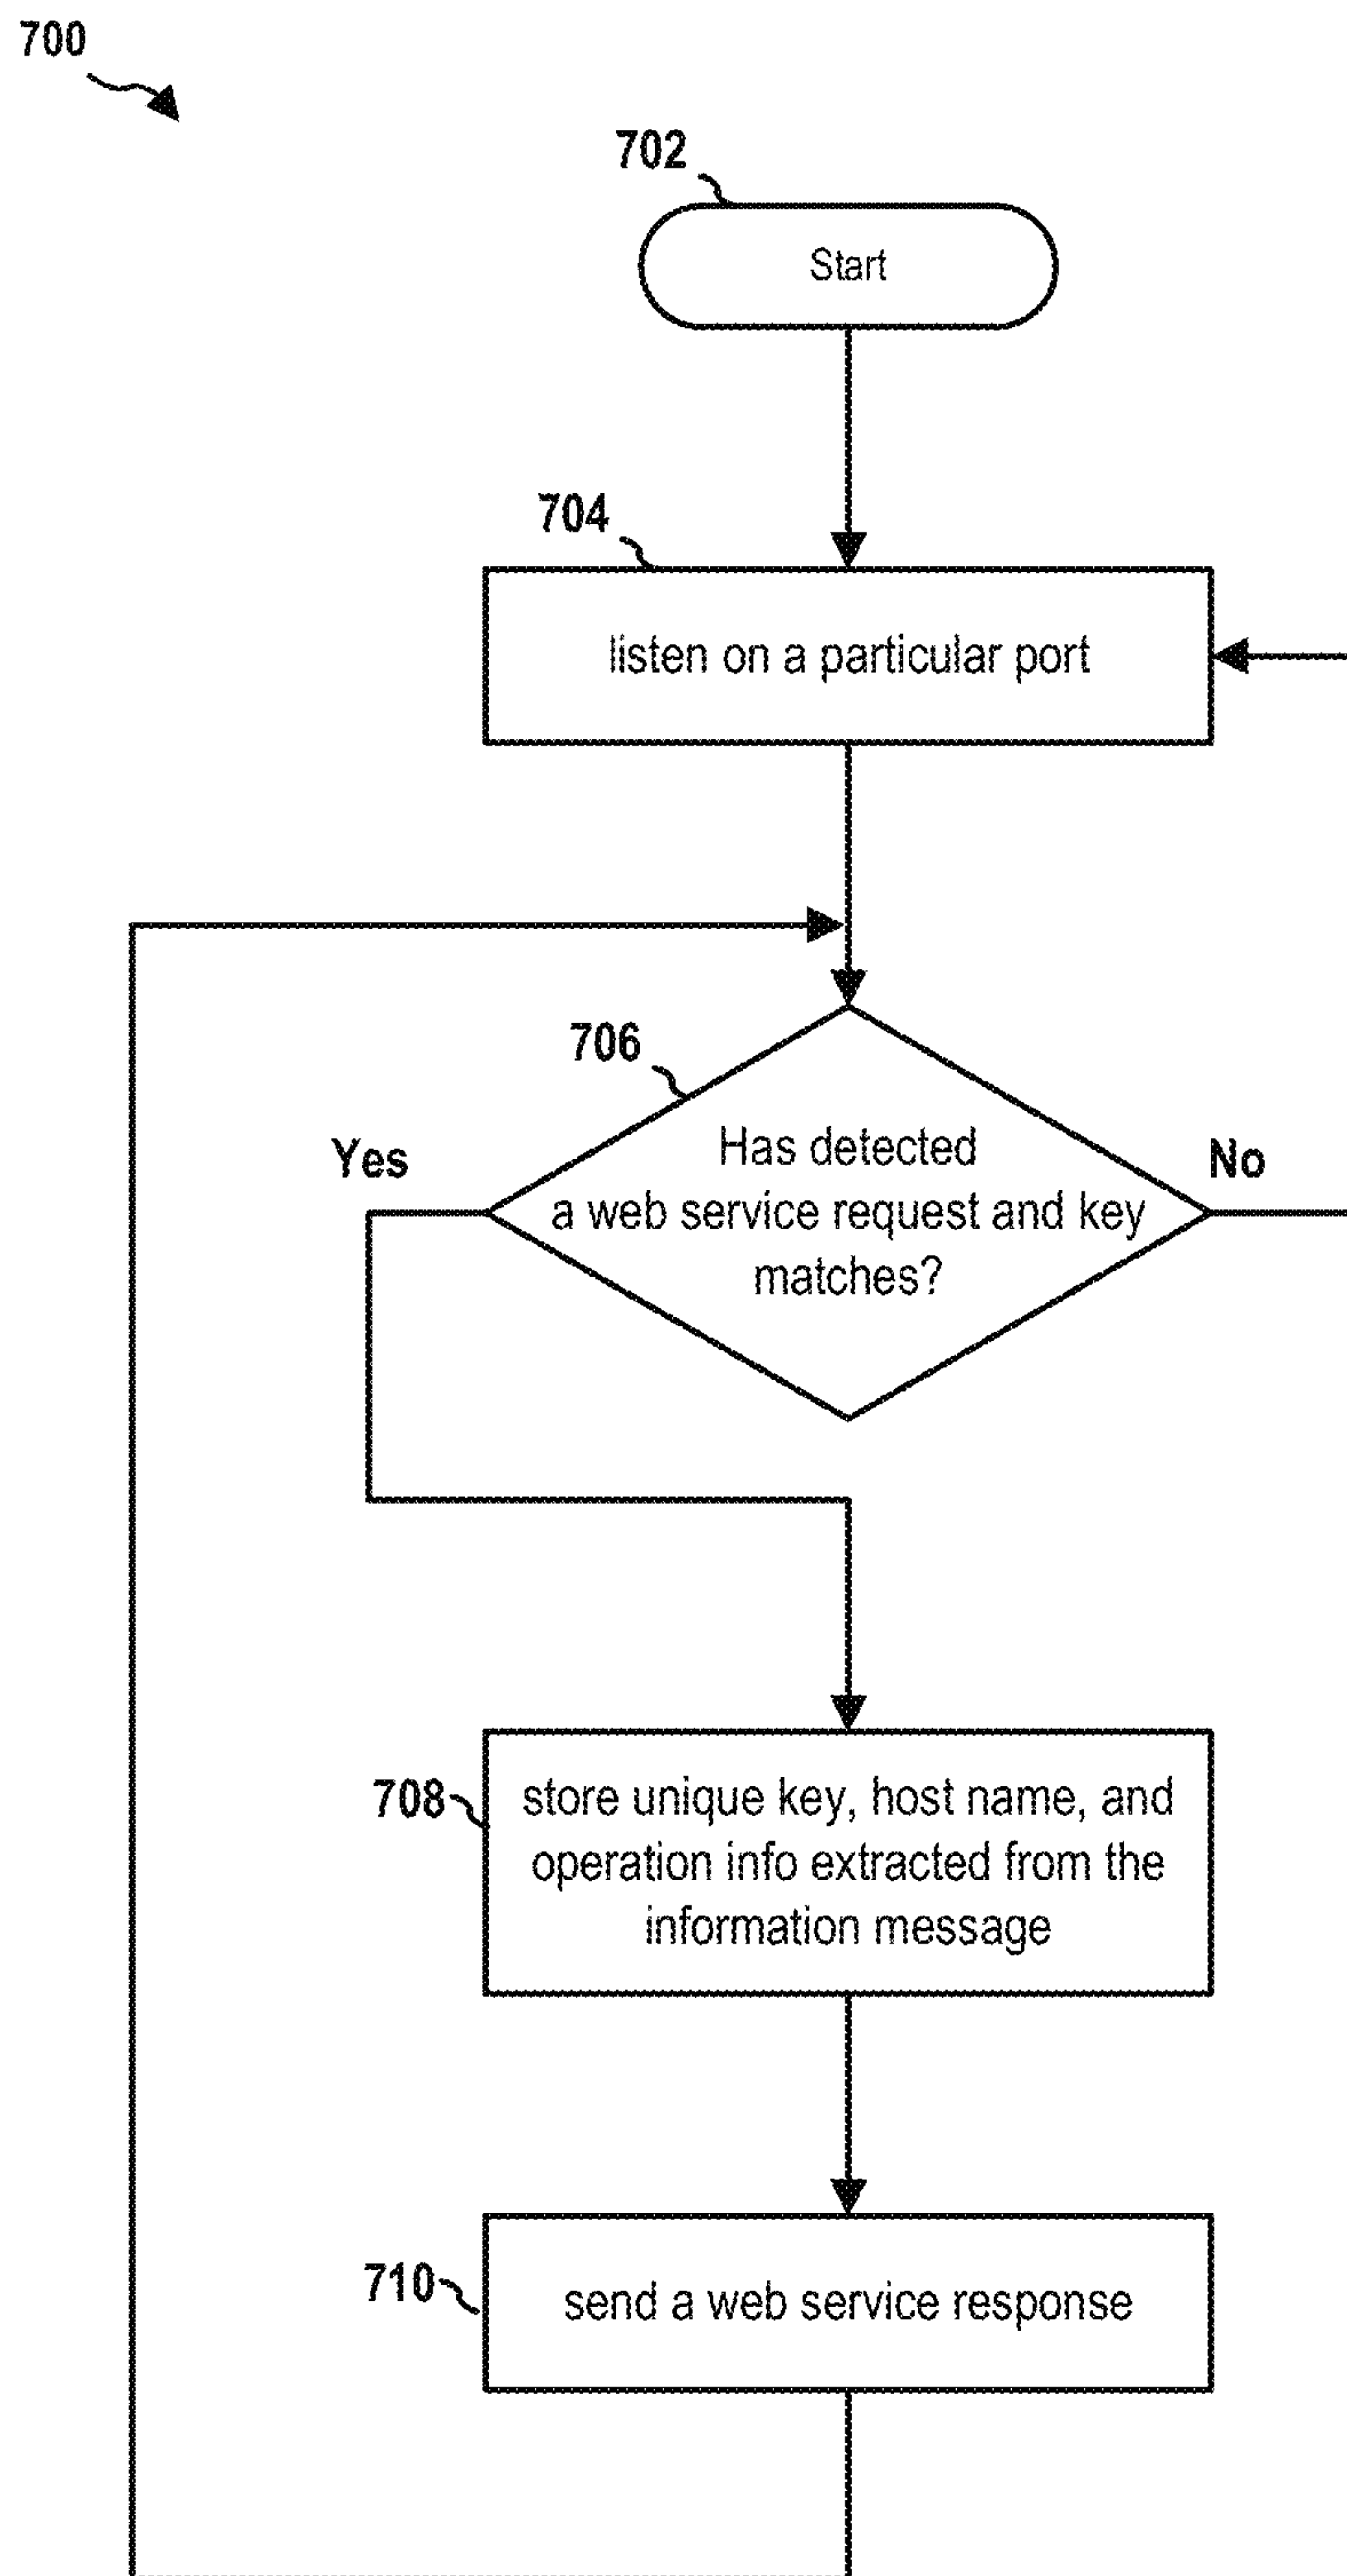 700
702
Start
704
listen on a particular port
706
Yes
Has detected
a web service request and key
matches?
No
708
store unique key, host name, and
operation info extracted from the
information message
710
send a web service response